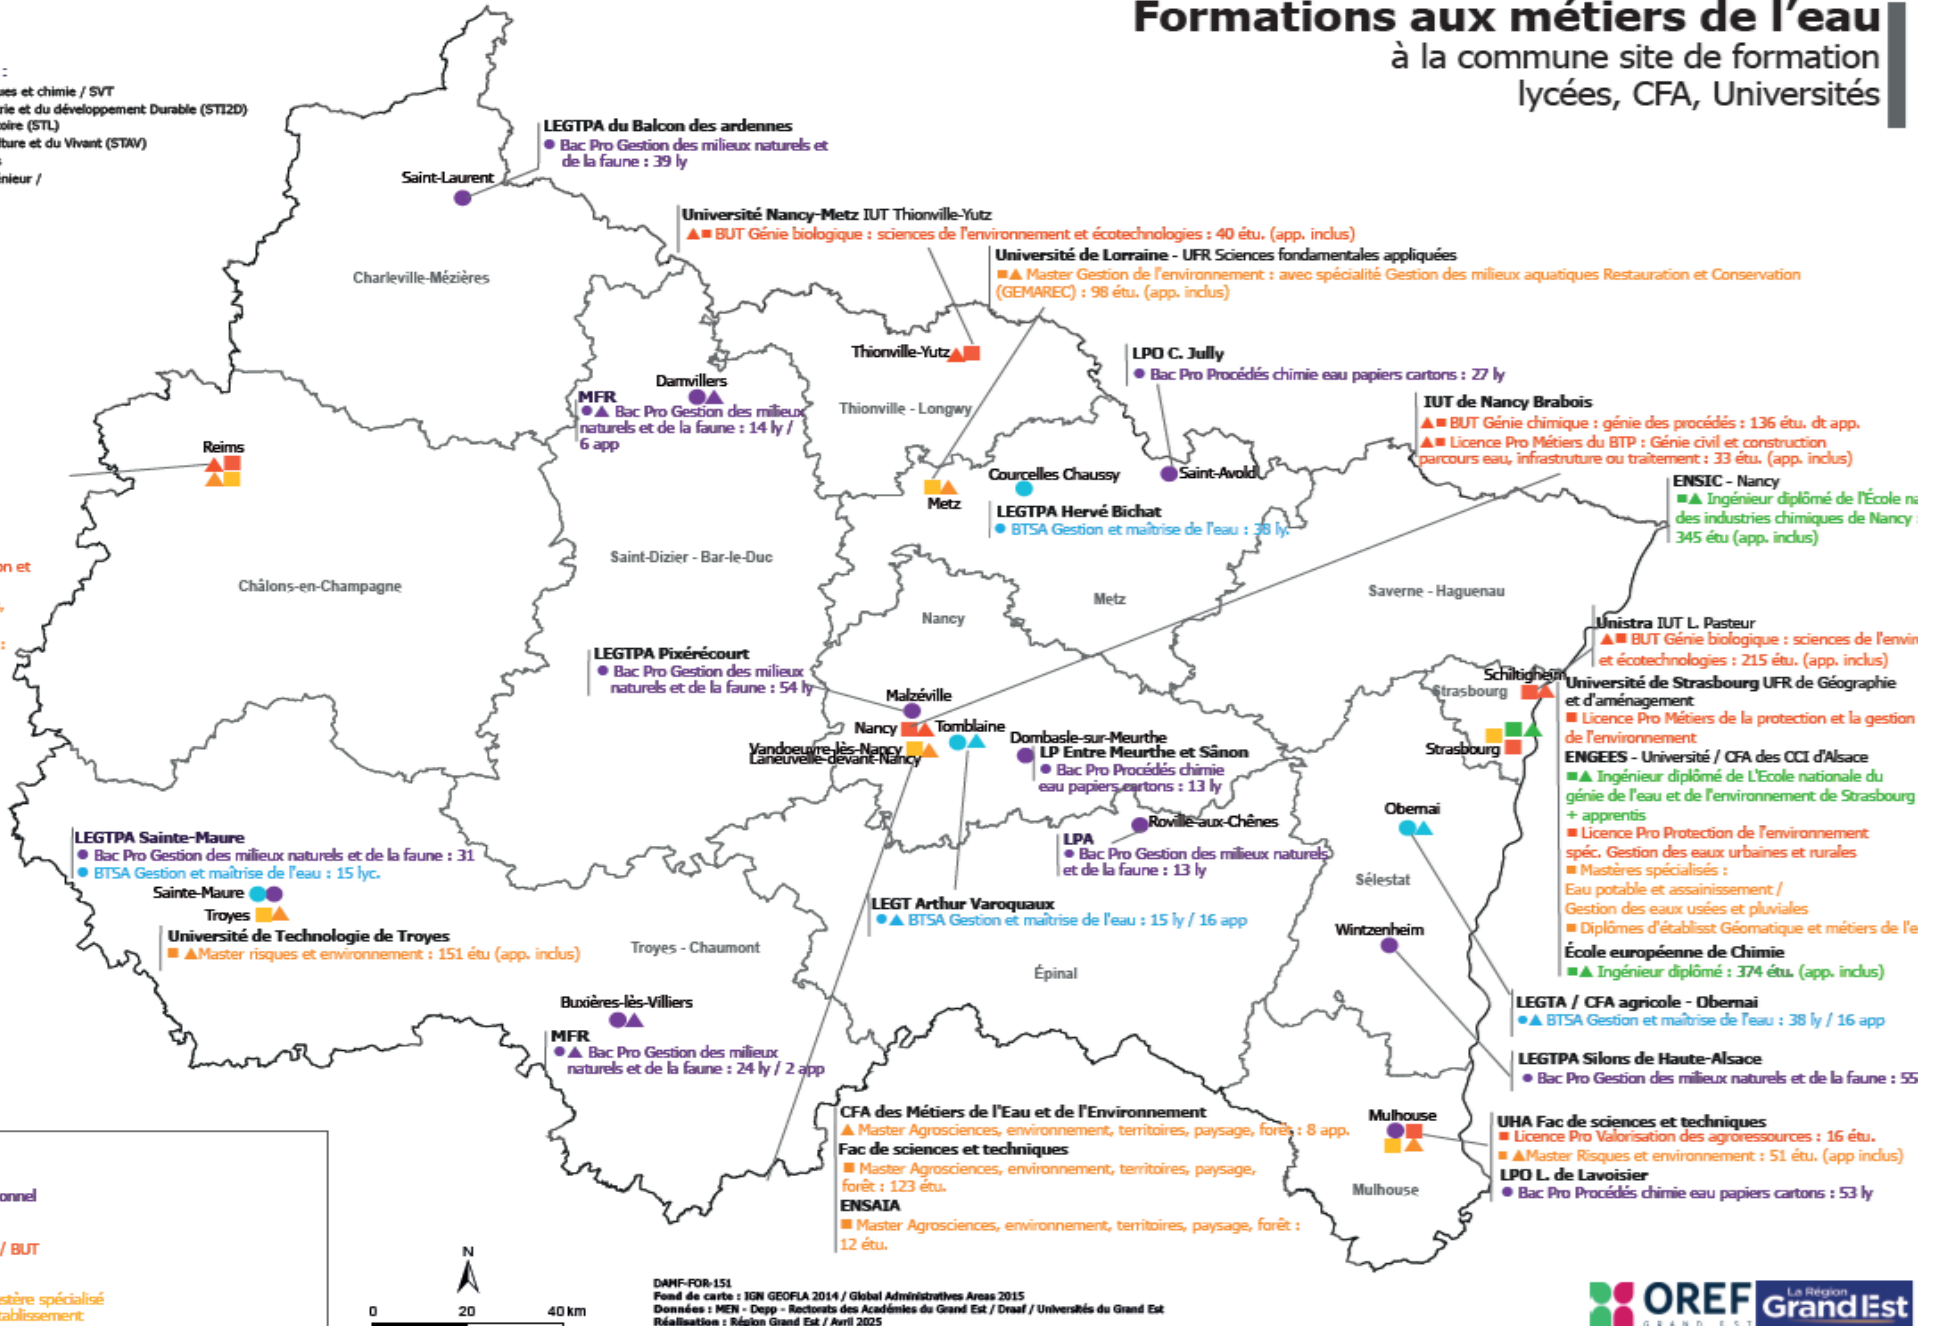 Formations aux métiers de l'eau
à la commune site de formation
lycées, CFA, Universités
:
ues et chimie / SVT
rie et du développement Durable (STI2D)
toire (STL)
ture et du Vivant (STAV)
s
énieur /
LEGTPA du Balcon des ardennes
● Bac Pro Gestion des milieux naturels et
de la faune : 39 ly
Saint-Laurent
Charleville-Mézières
Université Nancy-Metz IUT Thionville-Yutz
▲■ BUT Génie biologique : sciences de l'environnement et écotechnologies : 40 étu. (app. inclus)
Université de Lorraine - UFR Sciences fondamentales appliquées
■▲ Master Gestion de l'environnement : avec spécialité Gestion des milieux aquatiques Restauration et Conservation
(GEMAREC) : 98 étu. (app. inclus)
Thionville-Yutz
LPO C. Jully
● Bac Pro Procédés chimie eau papiers cartons : 27 ly
Damvillers
MFR
●▲ Bac Pro Gestion des milieux
naturels et de la faune : 14 ly /
6 app
Thionville - Longwy
IUT de Nancy Brabois
▲■ BUT Génie chimique : génie des procédés : 136 étu. dt app.
▲■ Licence Pro Métiers du BTP : Génie civil et construction
parcours eau, infrastruture ou traitement : 33 étu. (app. inclus)
Reims
Courcelles Chaussy
Saint-Avold
Metz
LEGTPA Hervé Bichat
● BTSA Gestion et maîtrise de l'eau : 38 ly.
ENSIC - Nancy
■▲ Ingénieur diplômé de l'École na
des industries chimiques de Nancy :
345 étu (app. inclus)
on et
,
:
Saint-Dizier - Bar-le-Duc
Châlons-en-Champagne
Nancy
Metz
Saverne - Haguenau
Unistra IUT L. Pasteur
▲■ BUT Génie biologique : sciences de l'envir
et écotechnologies : 215 étu. (app. inclus)
LEGTPA Pixérécourt
● Bac Pro Gestion des milieux
naturels et de la faune : 54 ly
Malzéville
Nancy
Tomblaine
Vandoeuvre-lès-Nancy
Laneuvelle-devant-Nancy
Dombasle-sur-Meurthe
LP Entre Meurthe et Sânon
● Bac Pro Procédés chimie
eau papiers cartons : 13 ly
Schiltigheim
Strasbourg
Strasbourg
Université de Strasbourg UFR de Géographie
et d'aménagement
■ Licence Pro Métiers de la protection et la gestion
de l'environnement
ENGEES - Université / CFA des CCI d'Alsace
■▲ Ingénieur diplômé de L'Ecole nationale du
génie de l'eau et de l'environnement de Strasbourg
+ apprentis
■ Licence Pro Protection de l'environnement
spéc. Gestion des eaux urbaines et rurales
■ Mastères spécialisés :
Eau potable et assainissement /
Gestion des eaux usées et pluviales
■ Diplômes d'établisst Géomatique et métiers de l'e
École européenne de Chimie
■▲ Ingénieur diplômé : 374 étu. (app. inclus)
Obernai
Roville-aux-Chênes
LPA
● Bac Pro Gestion des milieux naturels
et de la faune : 13 ly
LEGTPA Sainte-Maure
● Bac Pro Gestion des milieux naturels et de la faune : 31
● BTSA Gestion et maîtrise de l'eau : 15 lyc.
Sainte-Maure
Troyes
Université de Technologie de Troyes
■ ▲Master risques et environnement : 151 étu (app. inclus)
LEGT Arthur Varoquaux
●▲ BTSA Gestion et maîtrise de l'eau : 15 ly / 16 app
Sélestat
Wintzenheim
Troyes - Chaumont
Épinal
Buxières-lès-Villiers
MFR
●▲ Bac Pro Gestion des milieux
naturels et de la faune : 24 ly / 2 app
LEGTA / CFA agricole - Obernai
●▲ BTSA Gestion et maîtrise de l'eau : 38 ly / 16 app
LEGTPA Silons de Haute-Alsace
● Bac Pro Gestion des milieux naturels et de la faune : 55
CFA des Métiers de l'Eau et de l'Environnement
▲ Master Agrosciences, environnement, territoires, paysage, forêt : 8 app.
Fac de sciences et techniques
■ Master Agrosciences, environnement, territoires, paysage,
forêt : 123 étu.
ENSAIA
■ Master Agrosciences, environnement, territoires, paysage, forêt :
12 étu.
Mulhouse
Mulhouse
UHA Fac de sciences et techniques
■ Licence Pro Valorisation des agroressources : 16 étu.
■ ▲Master Risques et environnement : 51 étu. (app inclus)
LPO L. de Lavoisier
● Bac Pro Procédés chimie eau papiers cartons : 53 ly
onnel
/ BUT
stère spécialisé
tablissement
N
0 20 40 km
DAMF-FOR-151
Fond de carte : IGN GEOFLA 2014 / Global Administratives Areas 2015
Données : MEN - Depp - Rectorats des Académies du Grand Est / Draaf / Universités du Grand Est
Réalisation : Région Grand Est / Avril 2025
OREF
GRAND EST
La Région
Grand Est